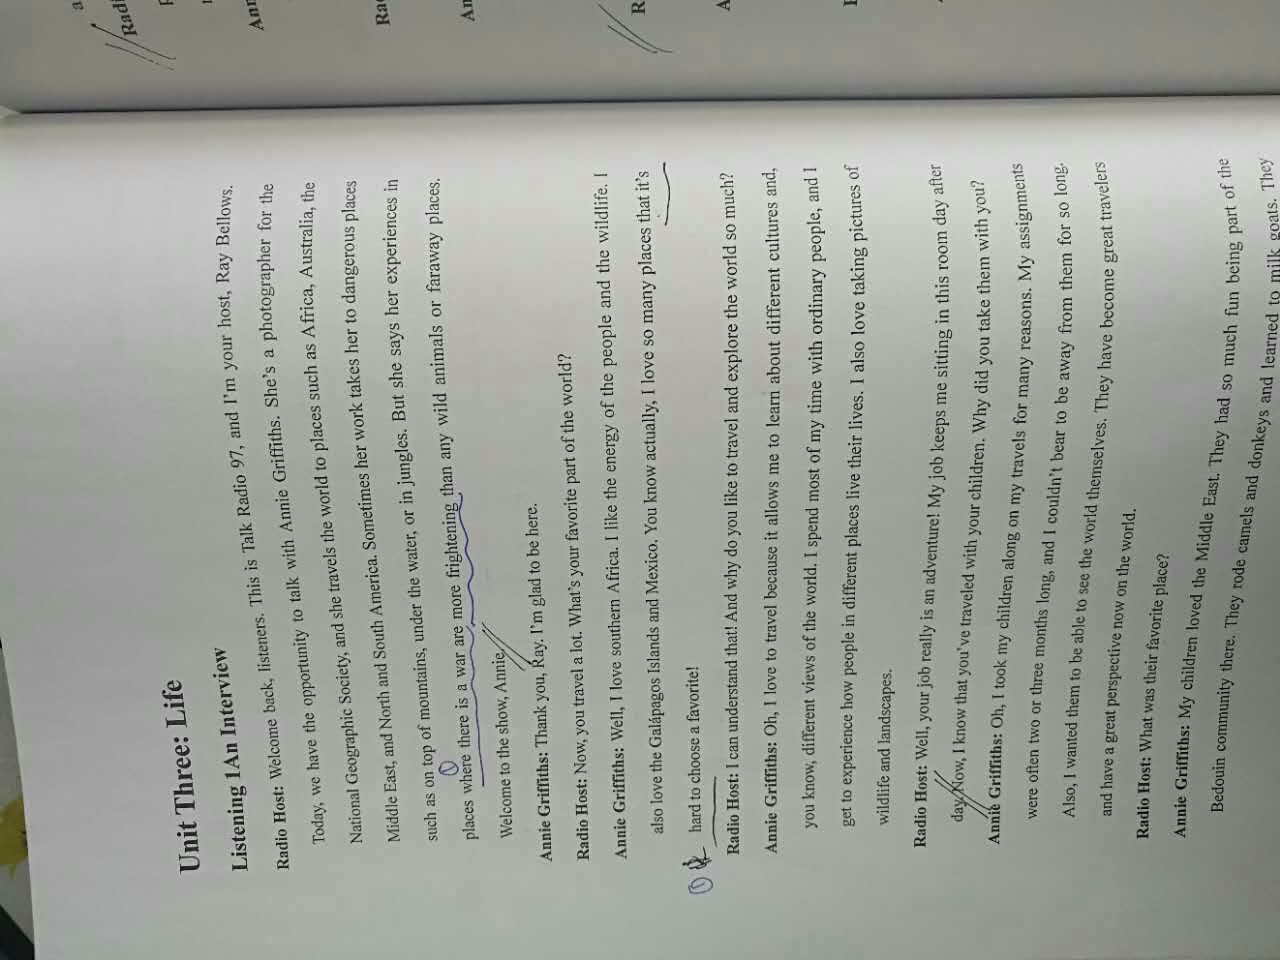 Unit Three: Life
Listening 1An Interview
Radio Host: Welcome back, listeners. This is Talk Radio 97, and I'm your host, Ray Bellows.
Today, we have the opportunity to talk with Annie Griffiths. She's a photographer for the
National Geographic Society, and she travels the world to places such as Africa, Australia, the
Middle East, and North and South America. Sometimes her work takes her to dangerous places
such as on top of mountains, under the water, or in jungles. But she says her experiences in
places where there is a war are more frightening than any wild animals or faraway places.
Welcome to the show, Annie.
Annie Griffiths: Thank you, Ray. I'm glad to be here.
Radio Host: Now, you travel a lot. What's your favorite part of the world?
Annie Griffiths: Well, I love southern Africa. I like the energy of the people and the wildlife. I
also love the Galápagos Islands and Mexico. You know actually, I love so many places that it's
hard to choose a favorite!
Radio Host: I can understand that! And why do you like to travel and explore the world so much?
Annie Griffiths: Oh, I love to travel because it allows me to learn about different cultures and,
you know, different views of the world. I spend most of my time with ordinary people, and I
get to experience how people in different places live their lives. I also love taking pictures of
wildlife and landscapes.
Radio Host: Well, your job really is an adventure! My job keeps me sitting in this room day after
day. Now, I know that you've traveled with your children. Why did you take them with you?
Annie Griffiths: Oh, I took my children along on my travels for many reasons. My assignments
were often two or three months long, and I couldn't bear to be away from them for so long.
Also, I wanted them to be able to see the world themselves. They have become great travelers
and have a great perspective now on the world.
Radio Host: What was their favorite place?
Annie Griffiths: My children loved the Middle East. They had so much fun being part of the
Bedouin community there. They rode camels and donkeys and learned to milk goats. They